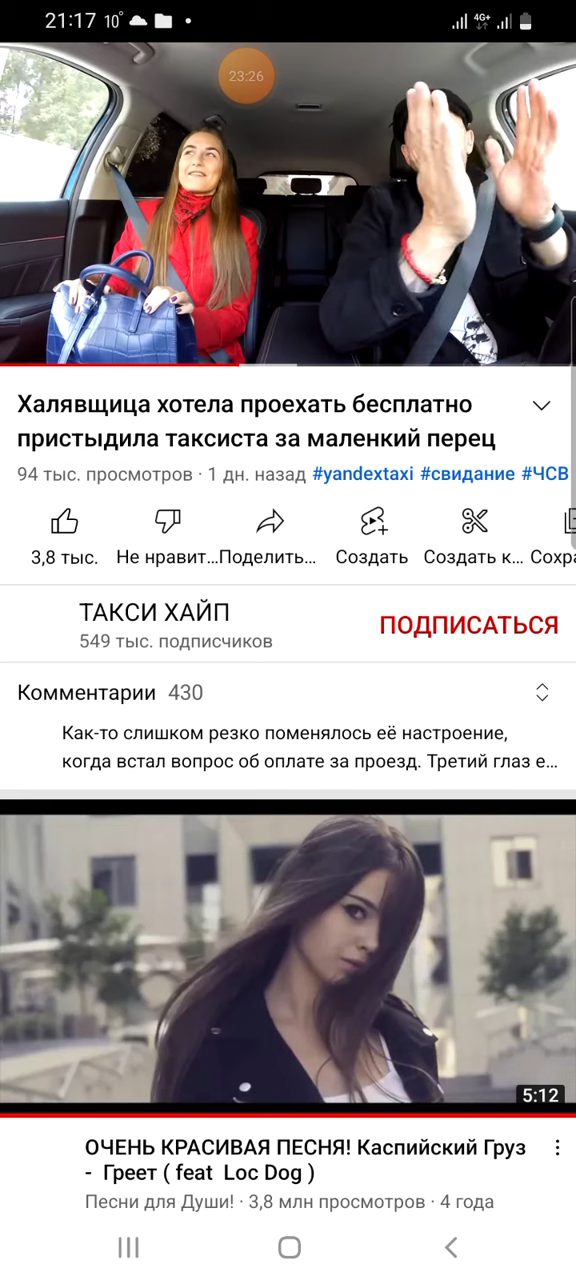 21:17 10°
4G+
23:26
Халявщица хотела проехать бесплатно
пристыдила таксиста за маленкий перец
94 тыс. просмотров · 1 дн. назад #yandextaxi #свидание #ЧСВ
3,8 тыс. Не нравит... Поделить... Создать Создать к... Сохра
ТАКСИ ХАЙП
ПОДПИСАТЬСЯ
549 тыс. подписчиков
Комментарии 430
Как-то слишком резко поменялось её настроение,
когда встал вопрос об оплате за проезд. Третий глаз е...
5:12
ОЧЕНЬ КРАСИВАЯ ПЕСНЯ! Каспийский Груз
- Греет ( feat Loc Dog )
Песни для Души! · 3,8 млн просмотров · 4 года